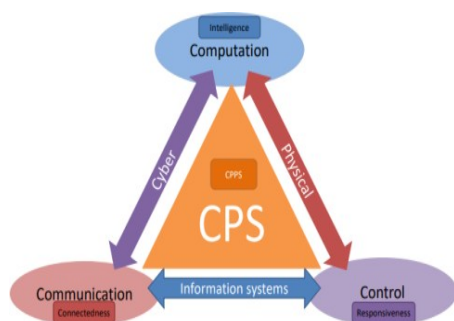 Intelligence
Computation
Cyber
Physical
CPPS
CPS
Information systems
Communication
Connectedness
Control
Responsiveness